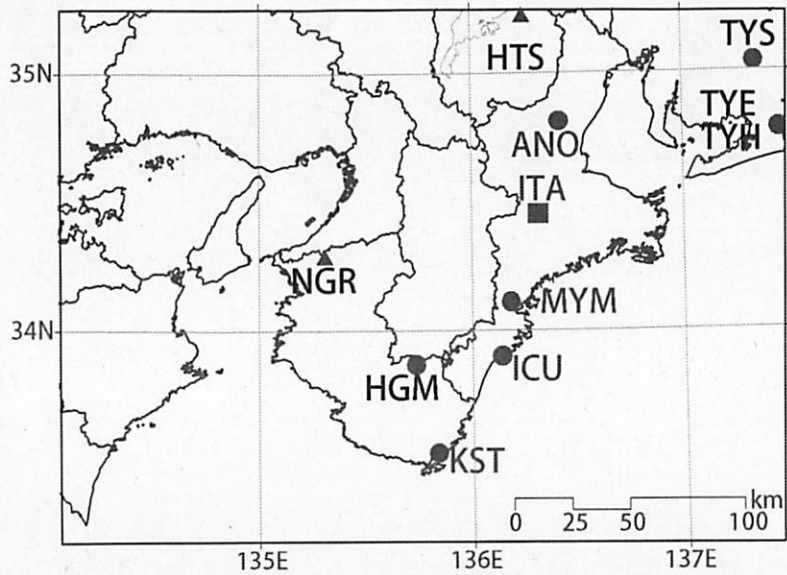 TYS
HTS
35N
TYE
ANO
TYH
ITA
NGR
MYM
34N
ICU
HGM
KST
km
0 25 50 100
135E 136E 137E